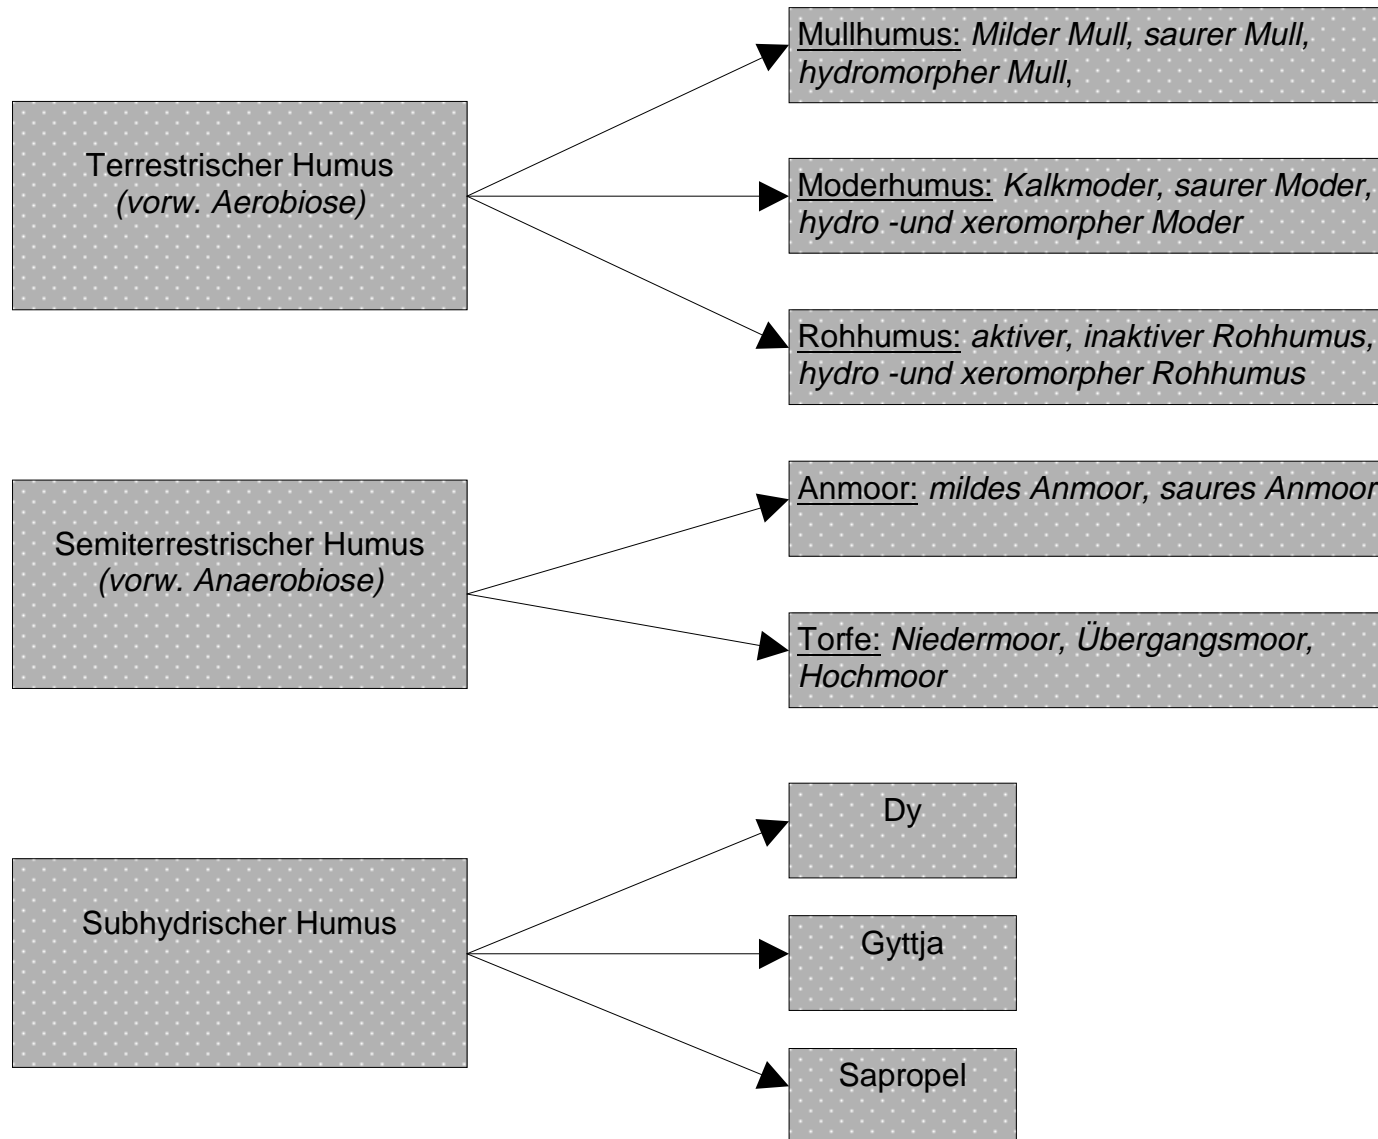 Terrestrischer Humus
(vorw. Aerobiose)
Mullhumus: Milder Mull, saurer Mull,
hydromorpher Mull,
Moderhumus: Kalkmoder, saurer Moder,
hydro -und xeromorpher Moder
Rohhumus: aktiver, inaktiver Rohhumus,
hydro -und xeromorpher Rohhumus
Semiterrestrischer Humus
(vorw. Anaerobiose)
Anmoor: mildes Anmoor, saures Anmoor
Torfe: Niedermoor, Übergangsmoor,
Hochmoor
Subhydrischer Humus
Dy
Gyttja
Sapropel